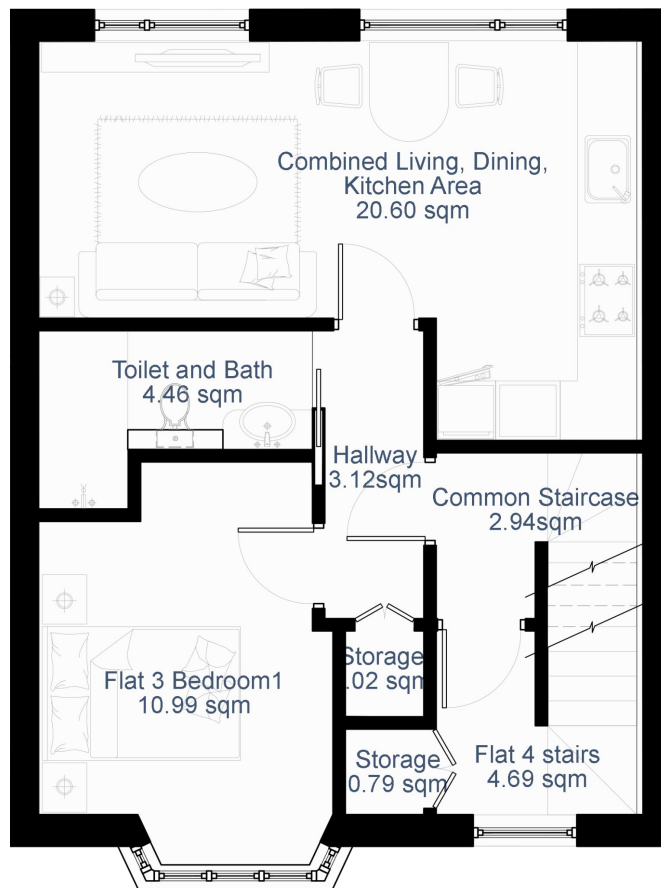 Combined Living, Dining,
Kitchen Area
20.60 sqm
Toilet and Bath
4.46 sqm
Hallway
3.12sqm
Common Staircase
2.94sqm
Storage
.02 sqm
Flat 3 Bedroom1
10.99 sqm
Storage
0.79 sqm
Flat 4 stairs
4.69 sqm